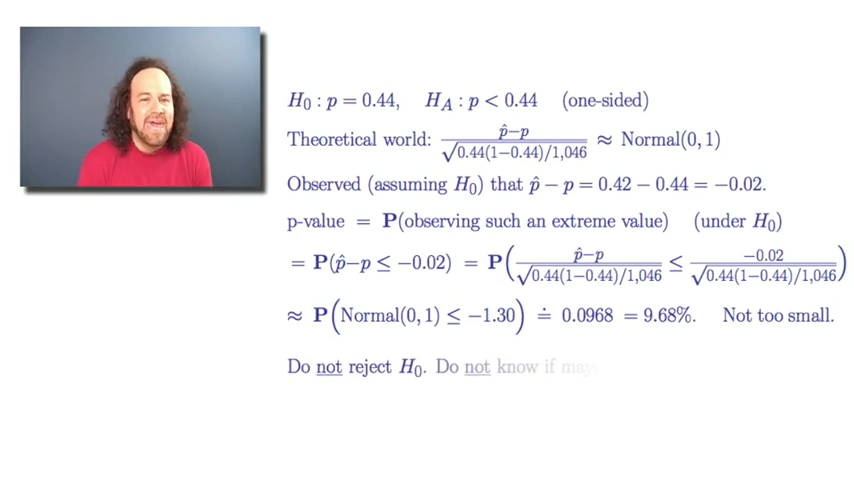 H₀ : p = 0.44, H_A : p < 0.44 (one-sided)
Theoretical world: (p̂−p)/√(0.44(1−0.44)/1,046) ≈ Normal(0, 1)
Observed (assuming H₀) that p̂ − p = 0.42 − 0.44 = −0.02.
p-value = P(observing such an extreme value) (under H₀)
= P(p̂−p ≤ −0.02) = P( (p̂−p)/√(0.44(1−0.44)/1,046) ≤ −0.02/√(0.44(1−0.44)/1,046) )
≈ P(Normal(0, 1) ≤ −1.30) ≐ 0.0968 = 9.68%. Not too small.
Do not reject H₀. Do not know if may